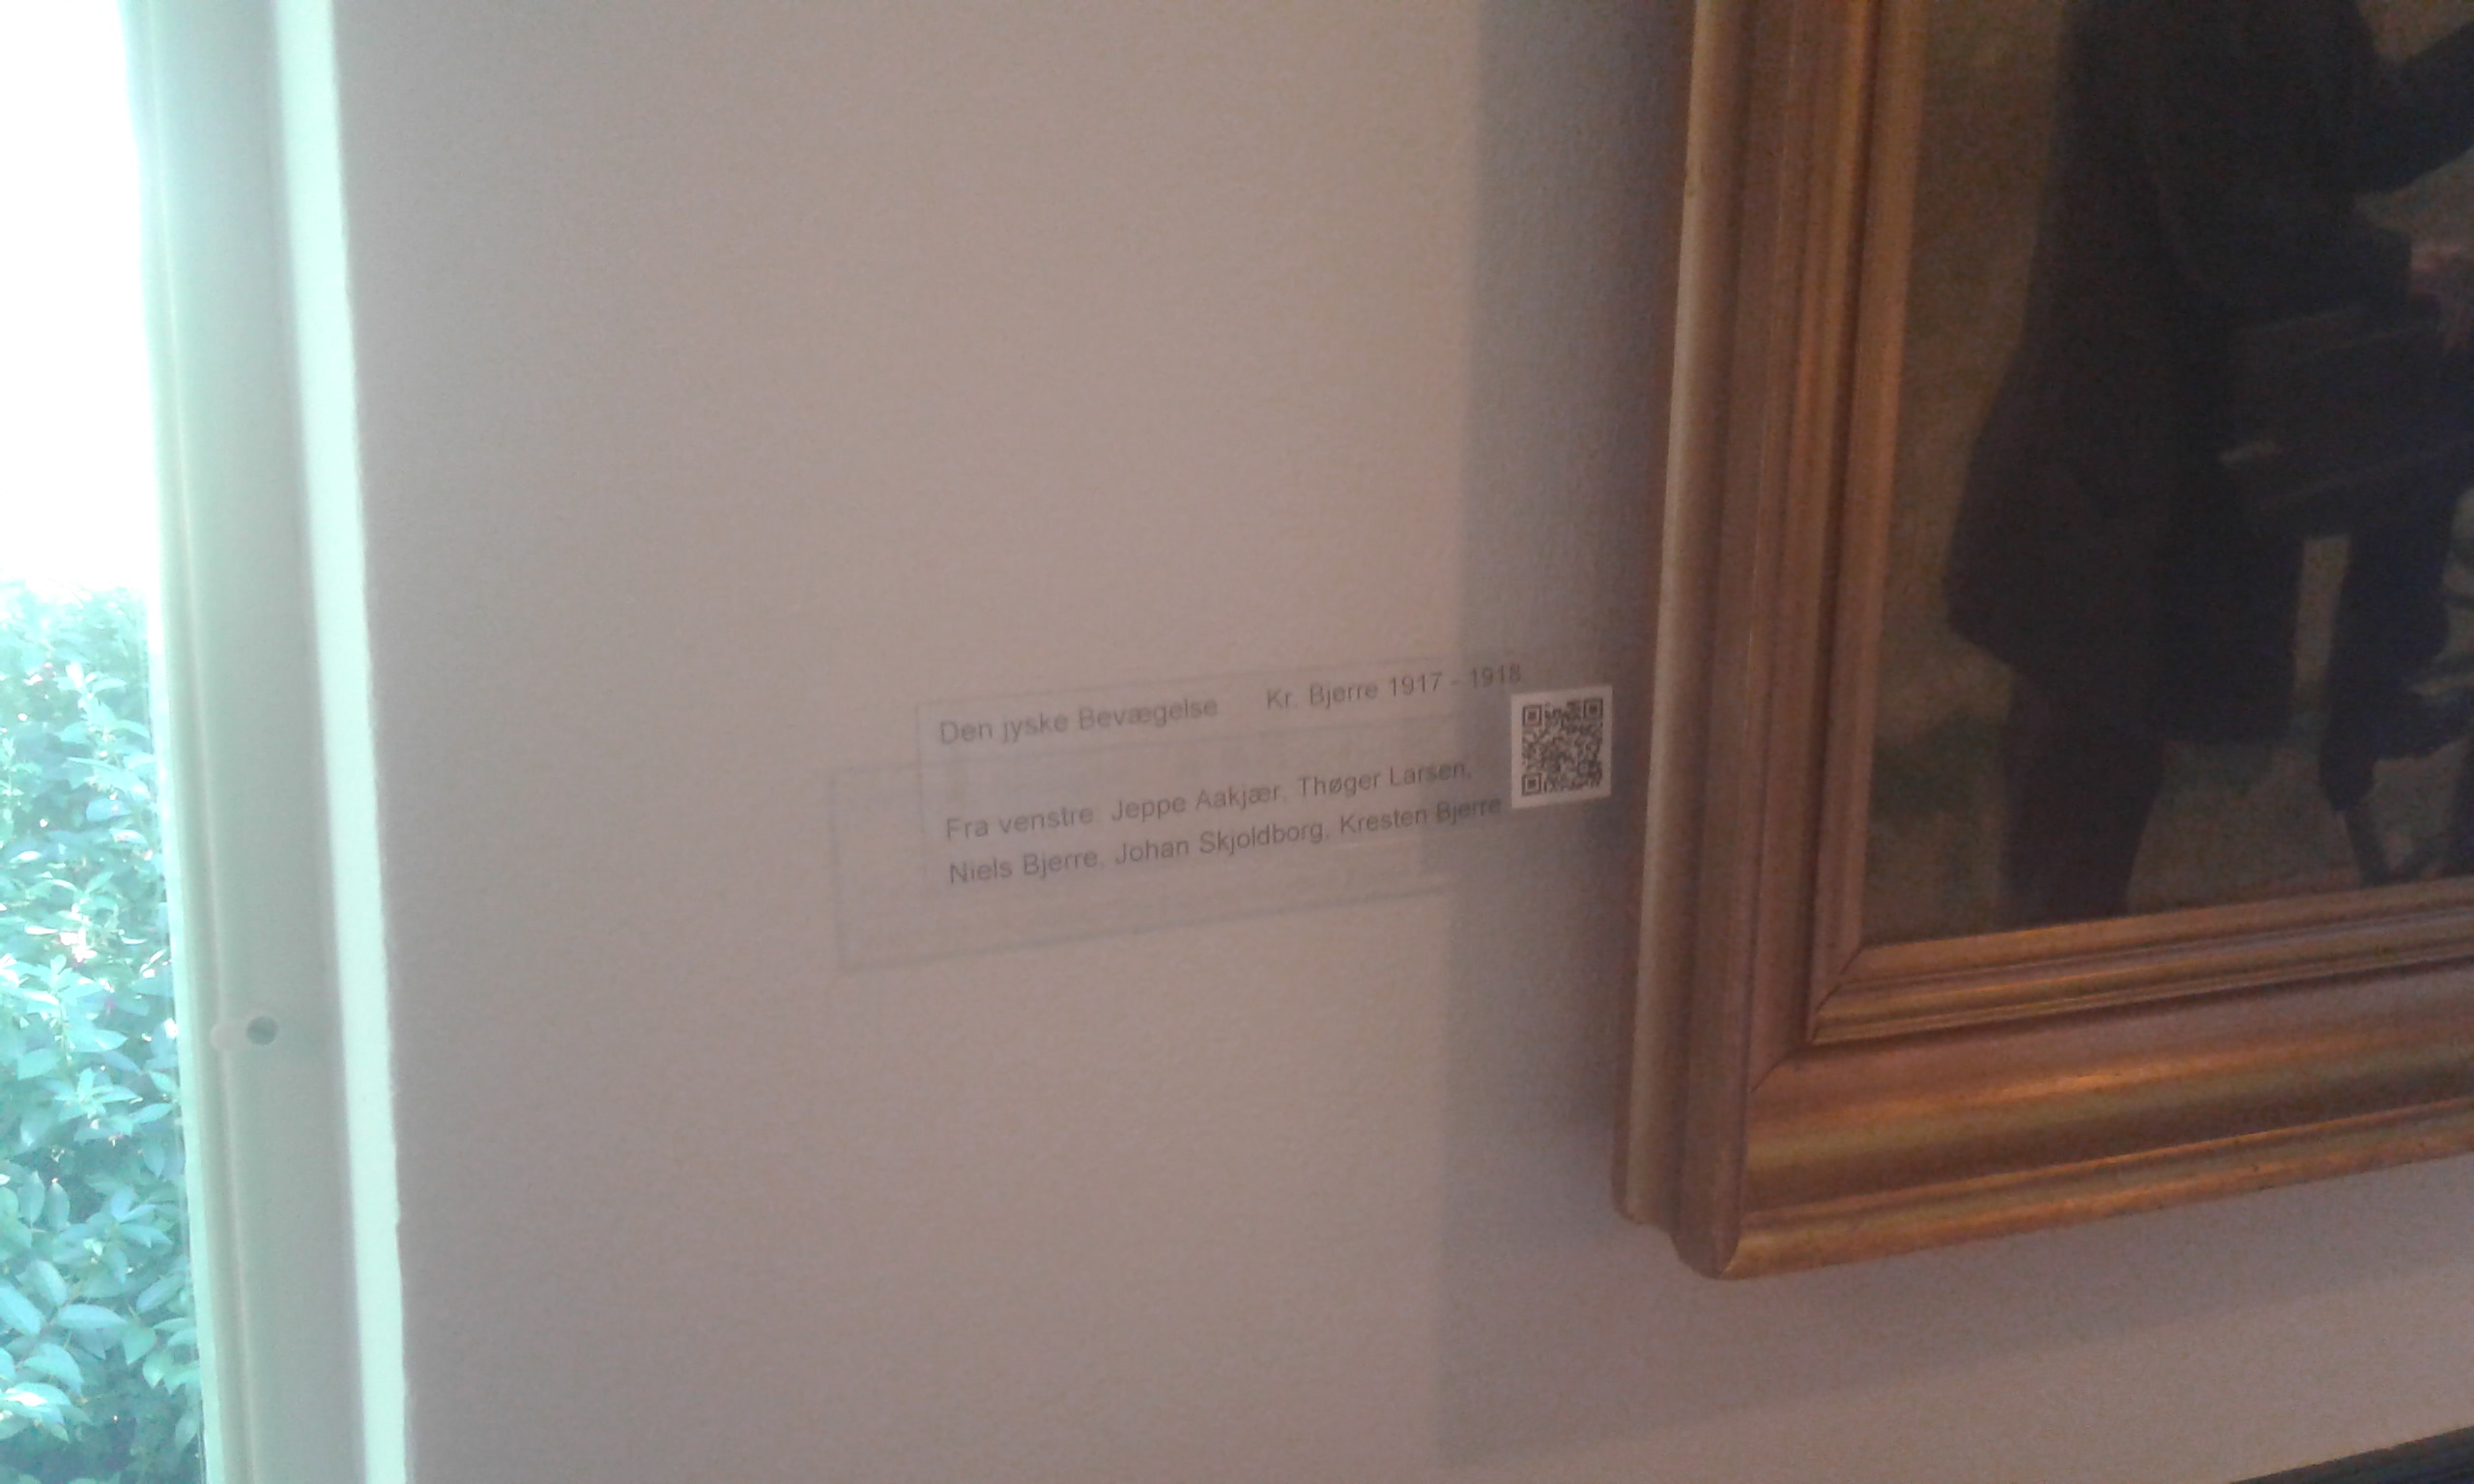 Den jyske Bevægelse Kr. Bjerre 1917 - 1918
Fra venstre: Jeppe Aakjær, Thøger Larsen,
Niels Bjerre, Johan Skjoldborg, Kresten Bjerre